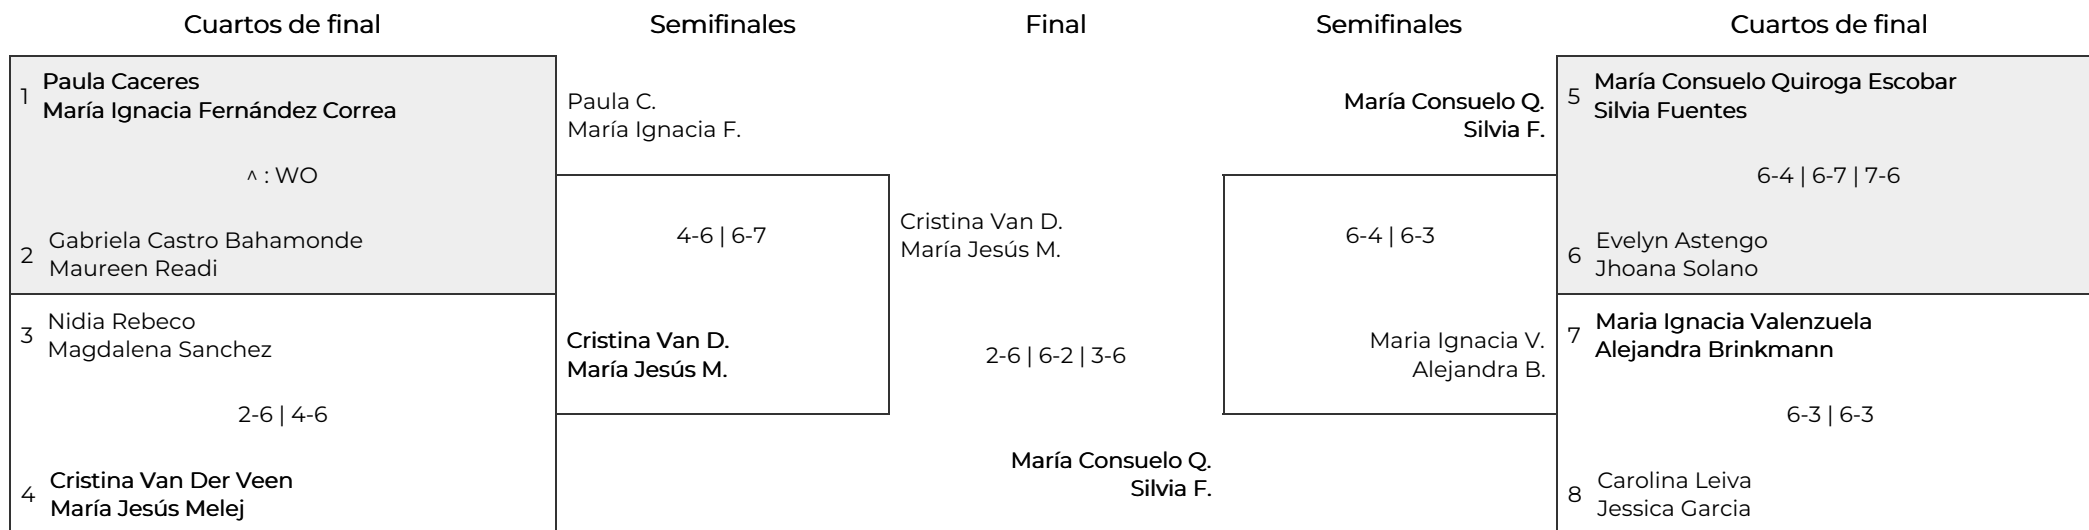 Cuartos de final
Semifinales
Final
Semifinales
Cuartos de final
1
Paula Caceres
María Ignacia Fernández Correa
^ : WO
2
Gabriela Castro Bahamonde
Maureen Readi
3
Nidia Rebeco
Magdalena Sanchez
2-6 | 4-6
4
Cristina Van Der Veen
María Jesús Melej
Paula C.
María Ignacia F.
4-6 | 6-7
Cristina Van D.
María Jesús M.
Cristina Van D.
María Jesús M.
2-6 | 6-2 | 3-6
María Consuelo Q.
Silvia F.
María Consuelo Q.
Silvia F.
6-4 | 6-3
Maria Ignacia V.
Alejandra B.
5
María Consuelo Quiroga Escobar
Silvia Fuentes
6-4 | 6-7 | 7-6
6
Evelyn Astengo
Jhoana Solano
7
Maria Ignacia Valenzuela
Alejandra Brinkmann
6-3 | 6-3
8
Carolina Leiva
Jessica Garcia